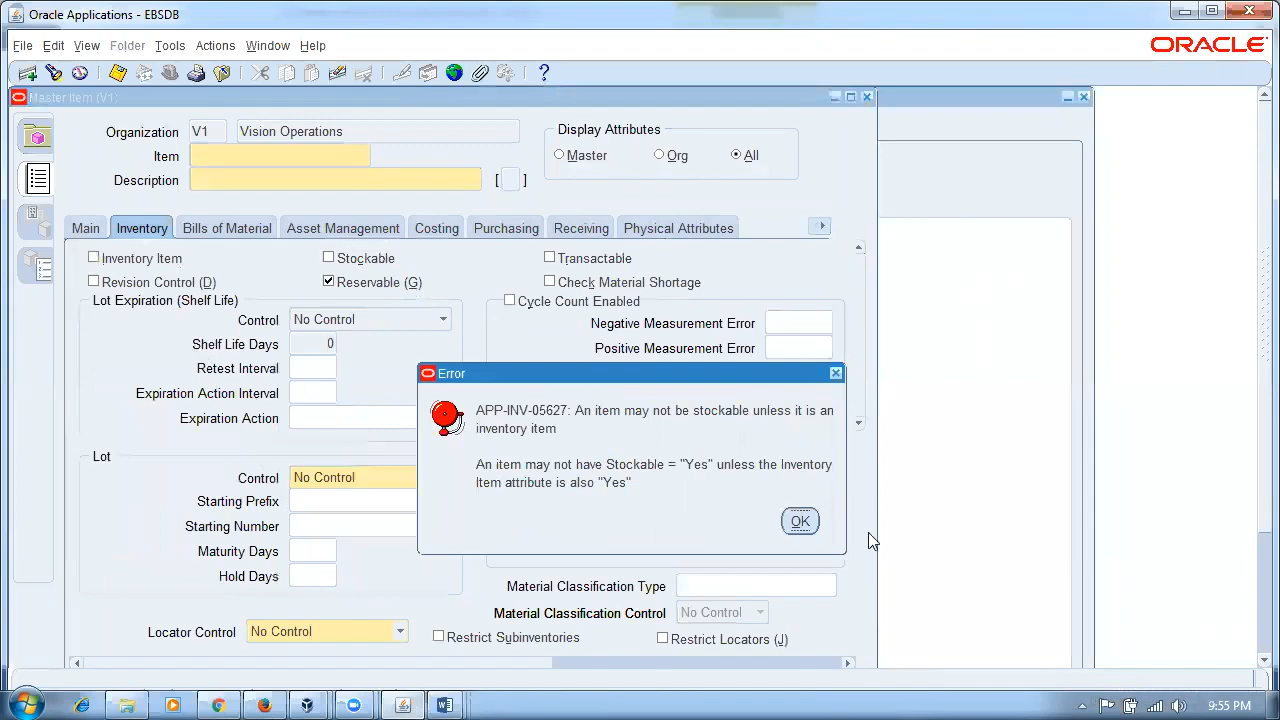 Oracle Applications - EBSDB
File Edit View Folder Tools Actions Window Help
ORACLE
Master Item (V1:
Organization V1 Vision Operations
Display Attributes
Item
Master Org All
Description [ ]
Main Inventory Bills of Material Asset Management Costing Purchasing Receiving Physical Attributes
Inventory Item Stockable Transactable
Revision Control (D) Reservable (G) Check Material Shortage
Lot Expiration (Shelf Life) Cycle Count Enabled
Control No Control
Negative Measurement Error
Shelf Life Days 0
Positive Measurement Error
Retest Interval
Expiration Action Interval
Expiration Action
Error
APP-INV-05627: An item may not be stockable unless it is an
inventory item
An item may not have Stockable = "Yes" unless the Inventory
Item attribute is also "Yes"
OK
Lot
Control No Control
Starting Prefix
Starting Number
Maturity Days
Hold Days
Material Classification Type
Material Classification Control No Control
Locator Control No Control
Restrict Subinventories Restrict Locators (J)
9:55 PM